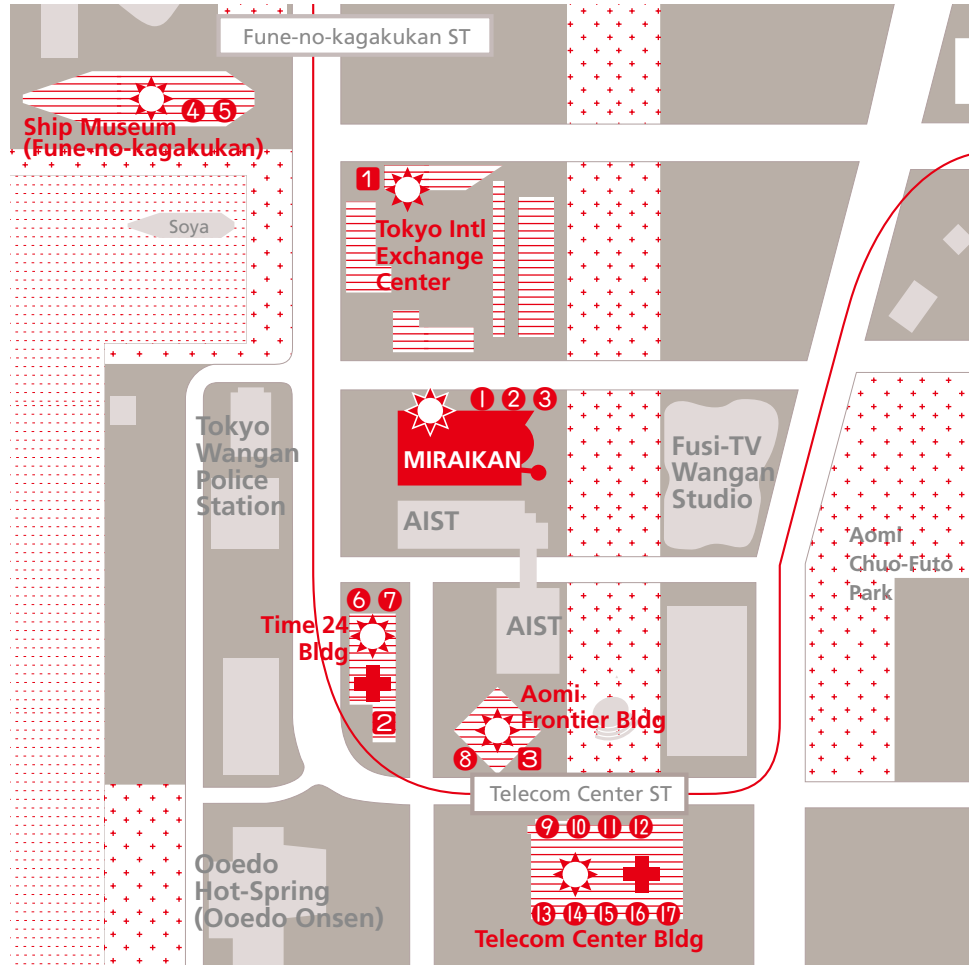 Fune-no-kagakukan ST
4 5
Ship Museum
(Fune-no-kagakukan)
1
Soya
Tokyo Intl
Exchange
Center
1 2 3
MIRAIKAN
Tokyo
Wangan
Police
Station
Fusi-TV
Wangan
Studio
AIST
Aomi
Chuo-Futo
Park
6 7
Time 24
Bldg
AIST
2
Aomi
Frontier Bldg
8 3
Telecom Center ST
9 10 11 12
Ooedo
Hot-Spring
(Ooedo Onsen)
13 14 15 16 17
Telecom Center Bldg